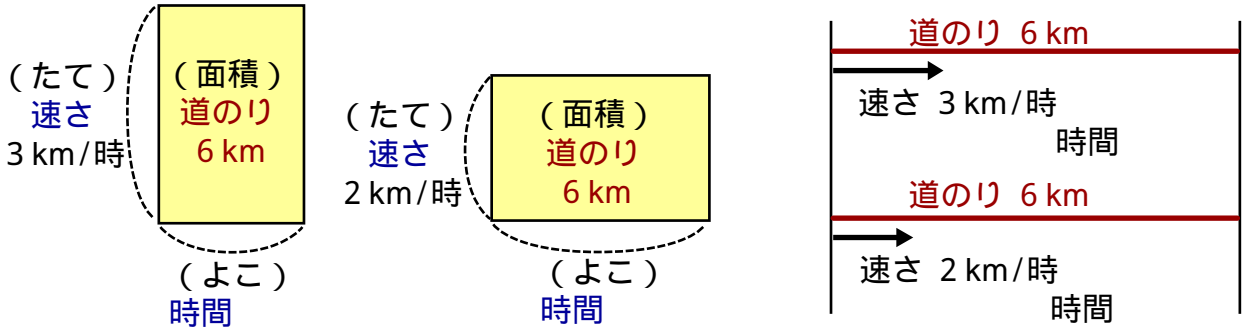 （たて）
速さ
3 km/時
（面積）
道のり
6 km
（よこ）
時間
（たて）
速さ
2 km/時
（面積）
道のり
6 km
（よこ）
時間
道のり 6 km
速さ 3 km/時
時間
道のり 6 km
速さ 2 km/時
時間